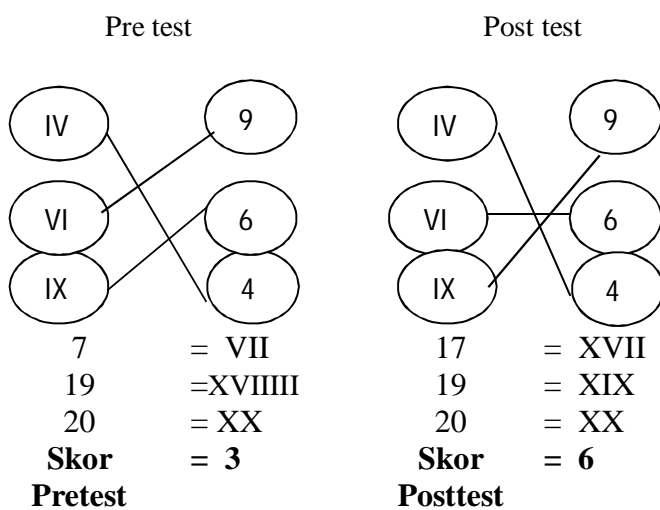 Pre test Post test
IV 9 IV 9
VI 6 VI 6
IX 4 IX 4
7 = VII 17 = XVII
19 =XVIIIII 19 = XIX
20 = XX 20 = XX
Skor = 3 Skor = 6
Pretest Posttest